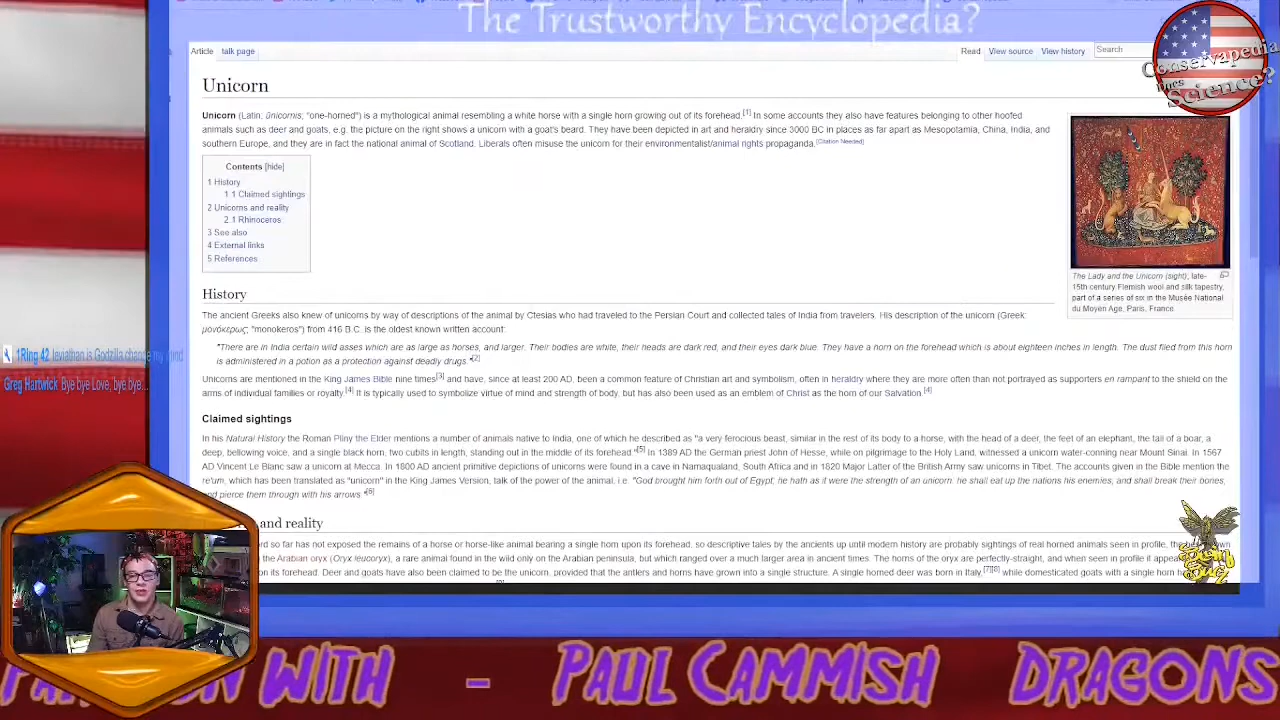 The Trustworthy Encyclopedia?
Conservapedia
Does
Science?
Article talk page
Read View source View history Search
Unicorn
Unicorn (Latin; ūnicornis; "one-horned") is a mythological animal resembling a white horse with a single horn growing out of its forehead.[1] In some accounts they also have features belonging to other hoofed
animals such as deer and goats, e.g. the picture on the right shows a unicorn with a goat's beard. They have been depicted in art and heraldry since 3000 BC in places as far apart as Mesopotamia, China, India, and
southern Europe, and they are in fact the national animal of Scotland. Liberals often misuse the unicorn for their environmentalist/animal rights propaganda.[Citation Needed]
Contents [hide]
1 History
1.1 Claimed sightings
2 Unicorns and reality
2.1 Rhinoceros
3 See also
4 External links
5 References
The Lady and the Unicorn (sight); late-
15th century Flemish wool and silk tapestry,
part of a series of six in the Musée National
du Moyen Age, Paris, France.
History
The ancient Greeks also knew of unicorns by way of descriptions of the animal by Ctesias who had traveled to the Persian Court and collected tales of India from travelers. His description of the unicorn (Greek:
μονόκερως; "monokeros") from 416 B.C. is the oldest known written account:
"There are in India certain wild asses which are as large as horses, and larger. Their bodies are white, their heads are dark red, and their eyes dark blue. They have a horn on the forehead which is about eighteen inches in length. The dust filed from this horn
is administered in a potion as a protection against deadly drugs."[2]
Unicorns are mentioned in the King James Bible nine times[3] and have, since at least 200 AD, been a common feature of Christian art and symbolism, often in heraldry where they are more often than not portrayed as supporters en rampant to the shield on the
arms of individual families or royalty.[4] It is typically used to symbolize virtue of mind and strength of body, but has also been used as an emblem of Christ as the horn of our Salvation.[4]
Claimed sightings
In his Natural History the Roman Pliny the Elder mentions a number of animals native to India, one of which he described as "a very ferocious beast, similar in the rest of its body to a horse, with the head of a deer, the feet of an elephant, the tail of a boar, a
deep, bellowing voice, and a single black horn, two cubits in length, standing out in the middle of its forehead."[5] In 1389 AD the German priest John of Hesse, while on pilgrimage to the Holy Land, witnessed a unicorn water-conning near Mount Sinai. In 1567
AD Vincent Le Blanc saw a unicorn at Mecca. In 1800 AD ancient primitive depictions of unicorns were found in a cave in Namaqualand, South Africa and in 1820 Major Latter of the British Army saw unicorns in Tibet. The accounts given in the Bible mention the
re'um, which has been translated as "unicorn" in the King James Version, talk of the power of the animal, i.e. "God brought him forth out of Egypt; he hath as it were the strength of an unicorn: he shall eat up the nations his enemies, and shall break their bones,
and pierce them through with his arrows."[6]
and reality
so far has not exposed the remains of a horse or horse-like animal bearing a single horn upon its forehead, so descriptive tales by the ancients up until modern history are probably sightings of real horned animals seen in profile,
the Arabian oryx (Oryx leucoryx), a rare animal found in the wild only on the Arabian peninsula, but which ranged over a much larger area in ancient times. The horns of the oryx are perfectly-straight, and when seen in profile it
on its forehead. Deer and goats have also been claimed to be the unicorn, provided that the antlers and horns have grown into a single structure. A single horned deer was born in Italy,[7][8] while domesticated goats with a single horn
1RIng 42 leviathan is Godzilla change my mind
Greg Hartwick Bye bye Love, bye bye...
WITH - PAUL CAMMISH DRAGONS